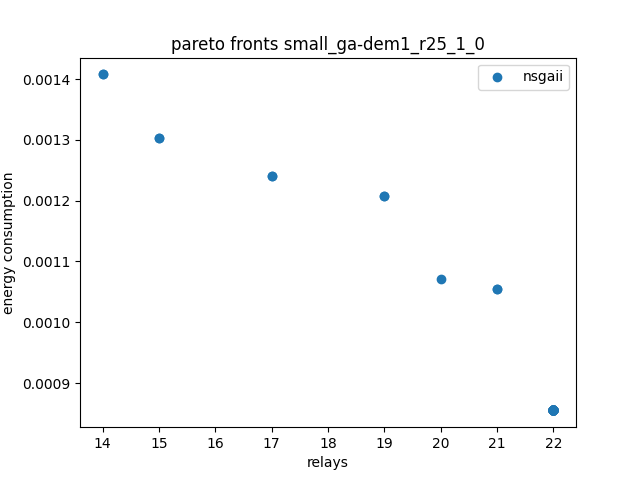 pareto fronts small_ga-dem1_r25_1_0
nsgaii
energy consumption
0.0014
0.0013
0.0012
0.0011
0.0010
0.0009
14 15 16 17 18 19 20 21 22
relays